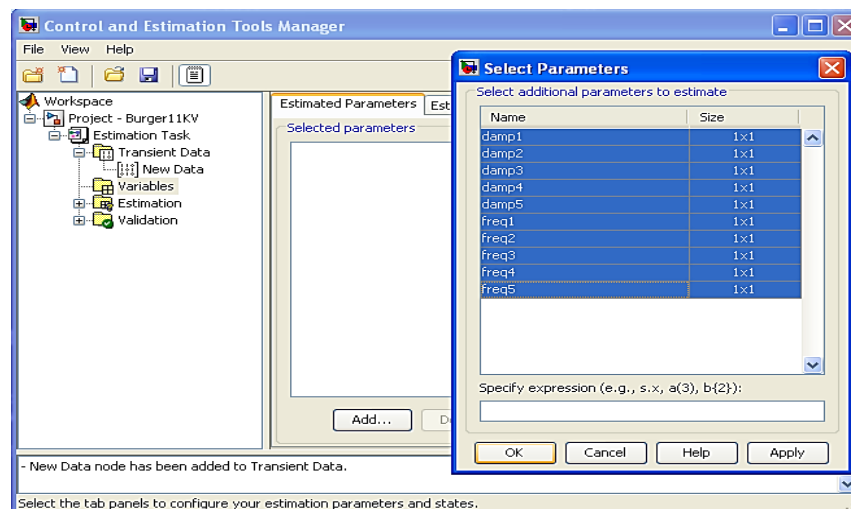 Control and Estimation Tools Manager
File View Help
Workspace
Project - Burger11KV
Estimation Task
Transient Data
New Data
Variables
Estimation
Validation
Estimated Parameters Est
Selected parameters
Add... De
- New Data node has been added to Transient Data.
Select the tab panels to configure your estimation parameters and states.
Select Parameters
Select additional parameters to estimate
Name Size
damp1 1x1
damp2 1x1
damp3 1x1
damp4 1x1
damp5 1x1
freq1 1x1
freq2 1x1
freq3 1x1
freq4 1x1
freq5 1x1
Specify expression (e.g., s.x, a(3), b{2}):
OK Cancel Help Apply